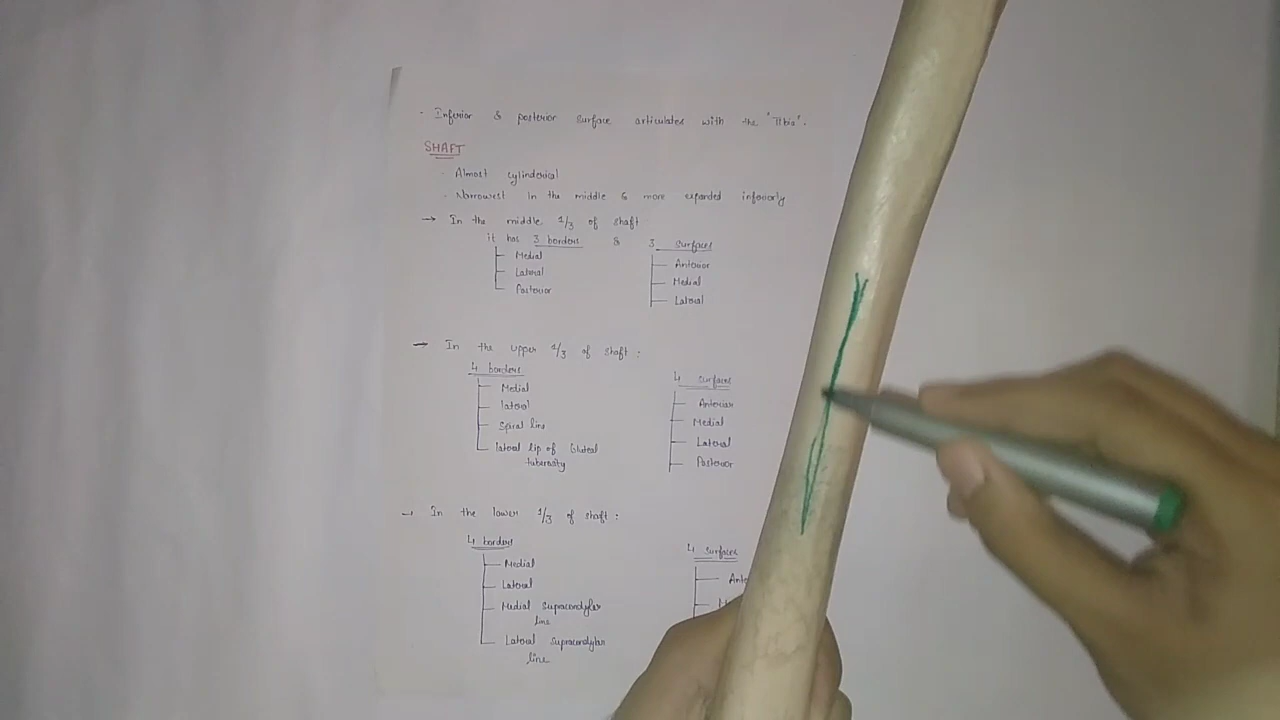 - Inferior & posterior surface articulates with the 'Tibia'.
SHAFT
- Almost cylinderical
- Narrowest in the middle & more expanded inferiorly
→ In the middle 1/3 of shaft
it has 3 borders & 3 surfaces
Medial
Lateral
Posterior
Anterior
Medial
Lateral
→ In the upper 1/3 of shaft :
4 borders
Medial
lateral
Spiral line
lateral lip of Gluteal
tuberosity
4 surfaces
Anterior
Medial
Lateral
Posterior
→ In the lower 1/3 of shaft :
4 borders
Medial
Lateral
Medial supracondylar
line
Lateral supracondylar
line
4 surfaces
Ante